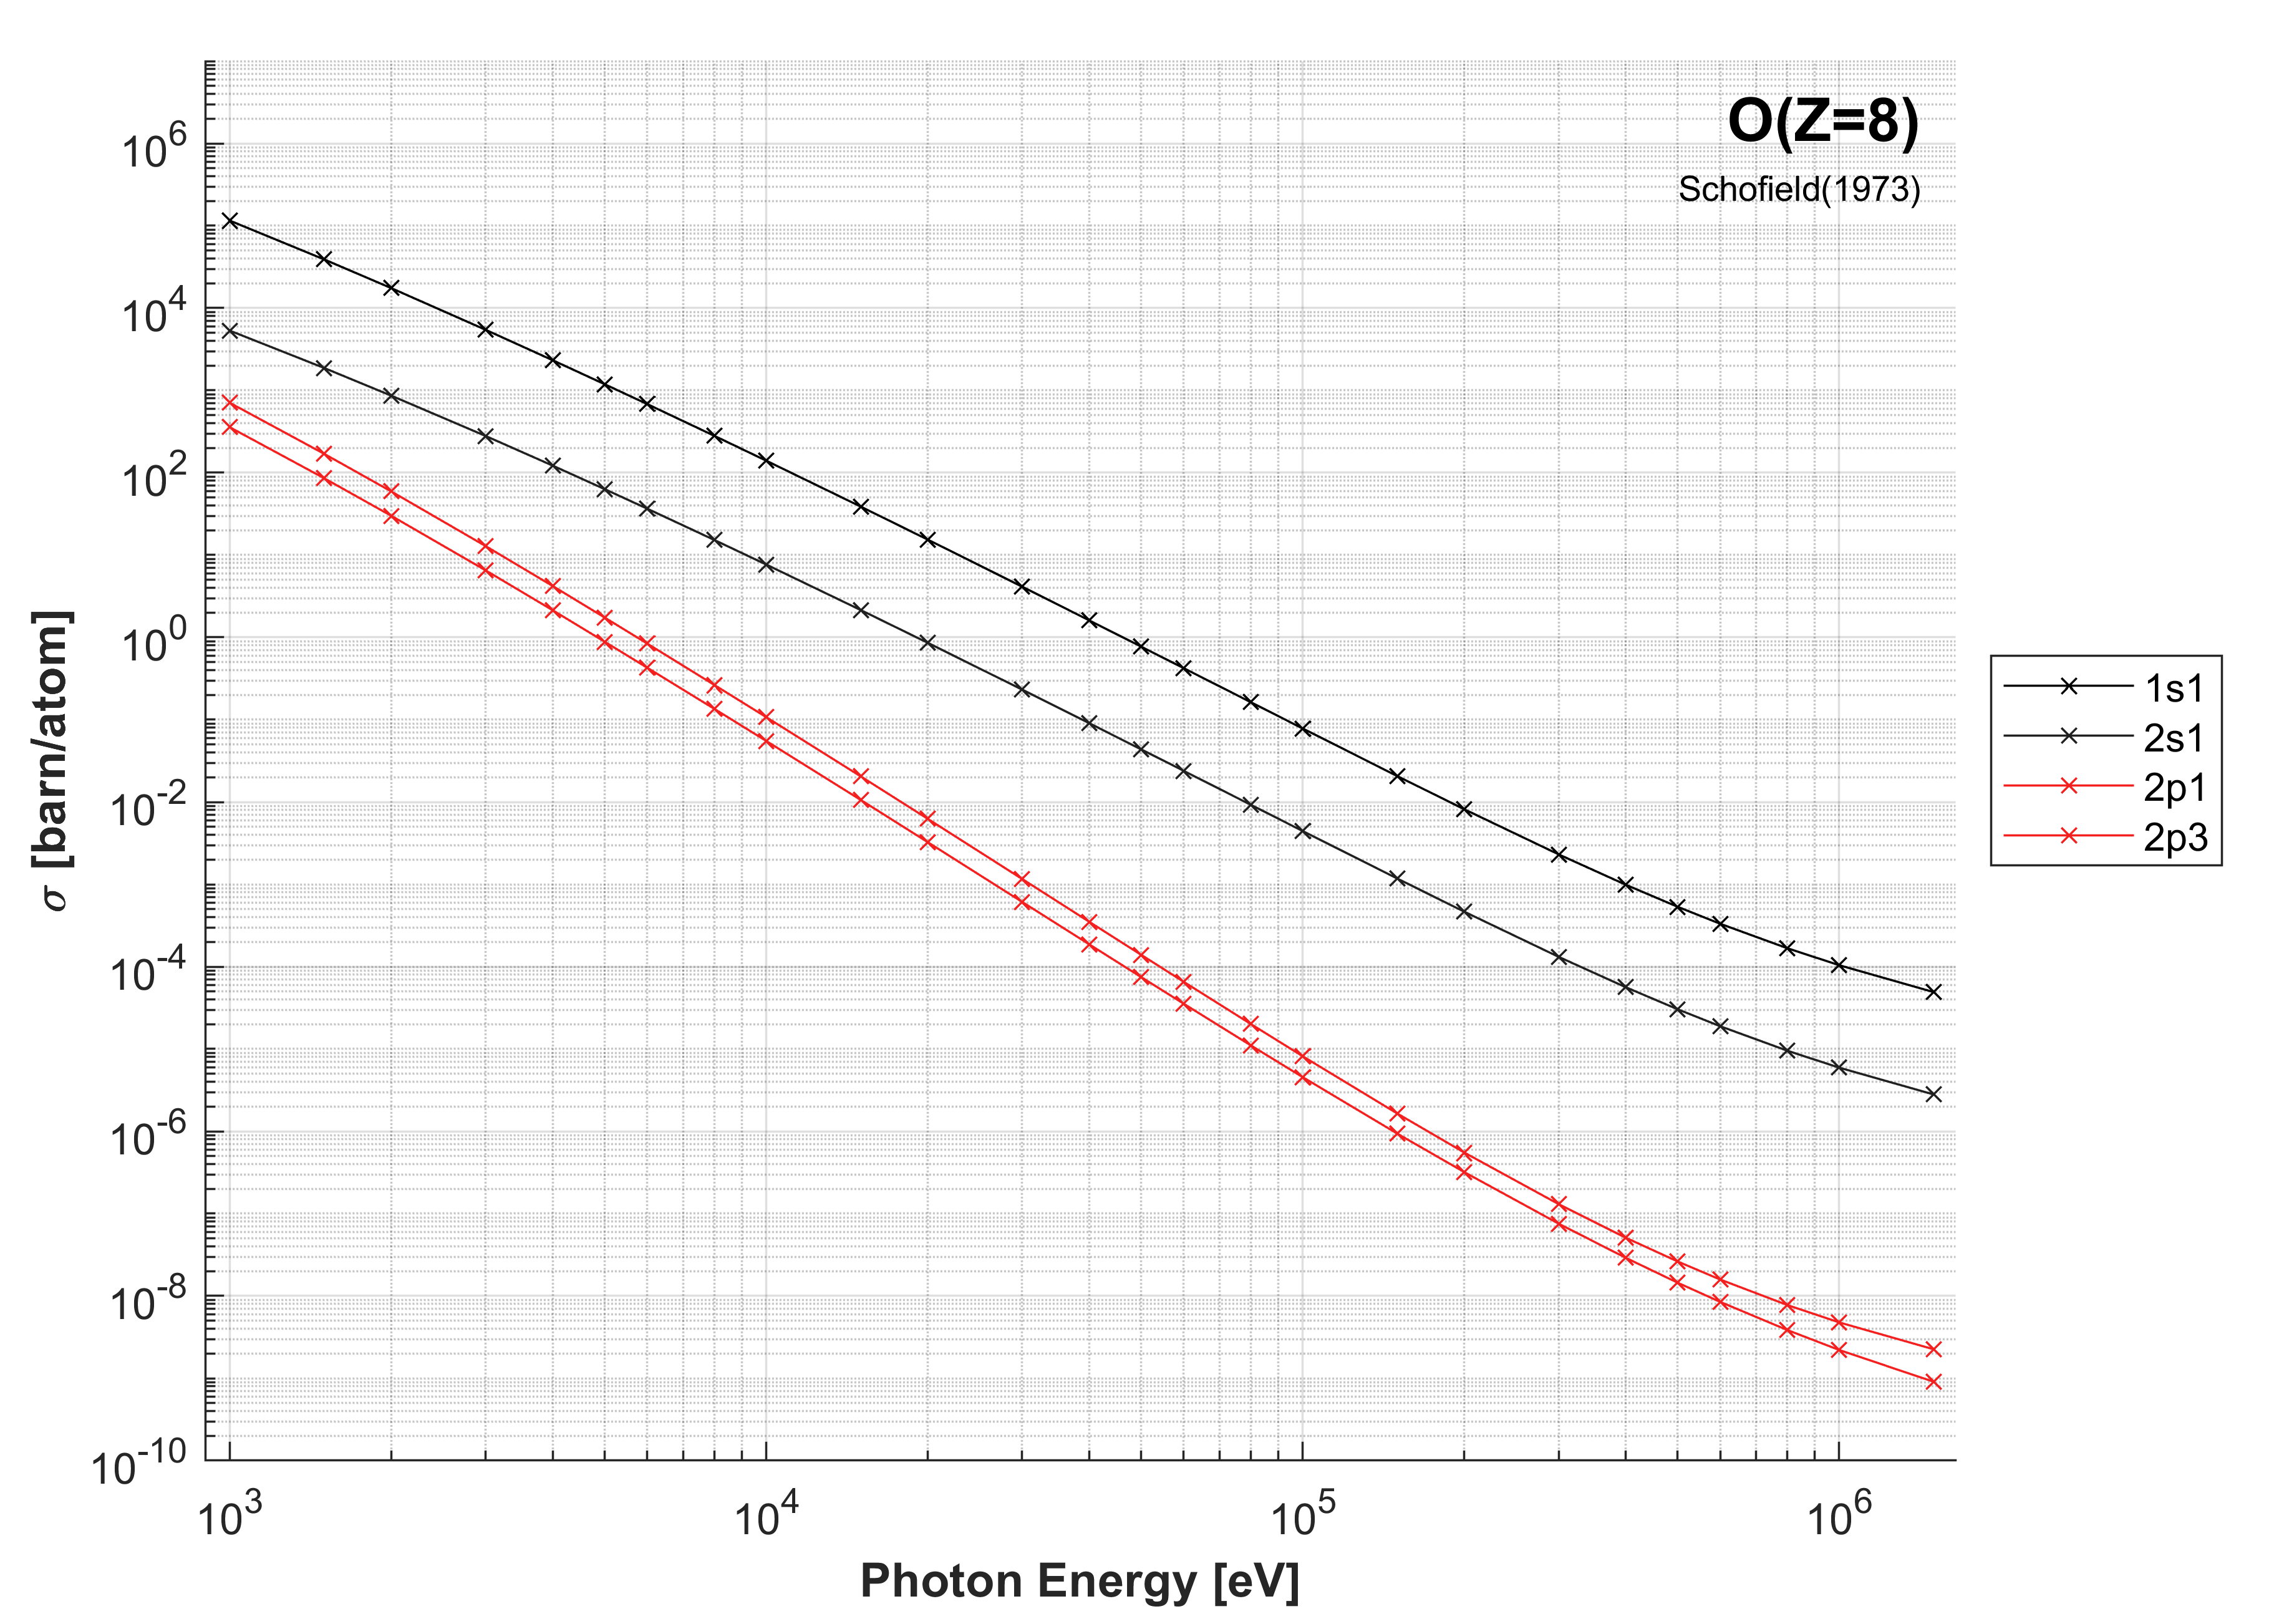 O(Z=8)
Schofield(1973)
10^6
10^4
10^2
10^0
10^-2
10^-4
10^-6
10^-8
10^-10
σ [barn/atom]
10^3 10^4 10^5 10^6
Photon Energy [eV]
1s1
2s1
2p1
2p3